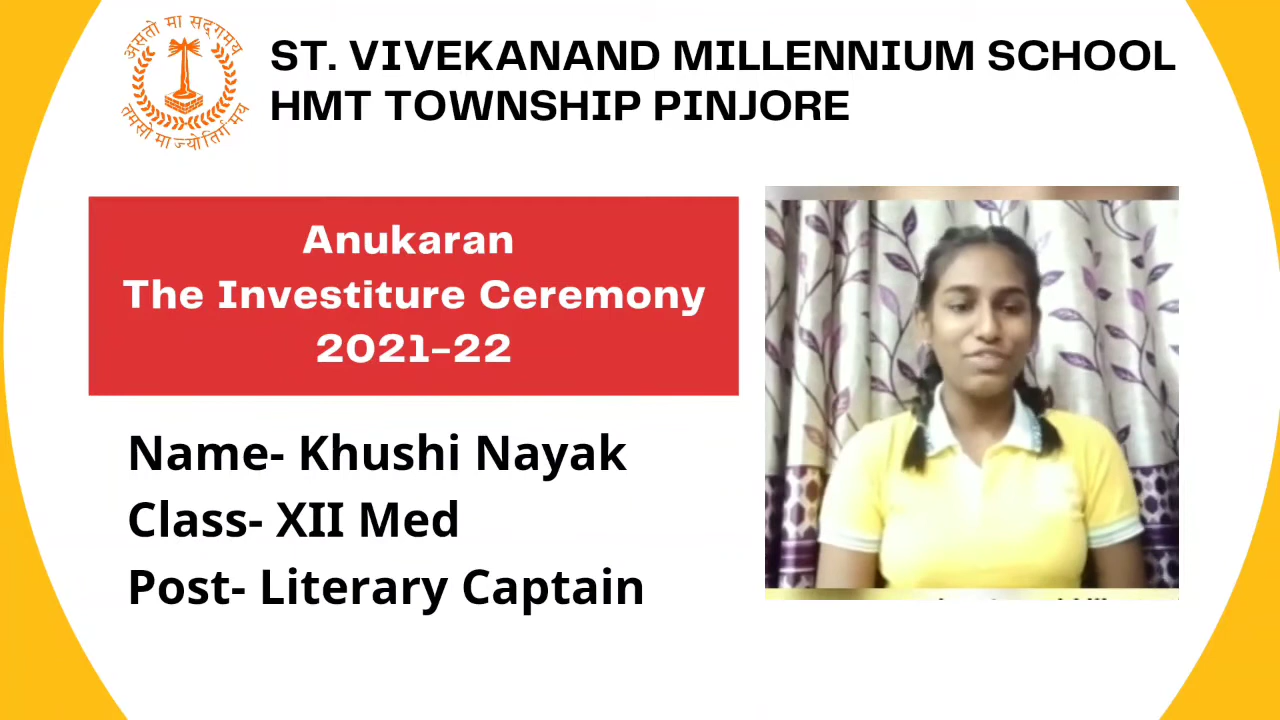 असतो मा सद्गमय
तमसो मा ज्योतिर्गमय
ST. VIVEKANAND MILLENNIUM SCHOOL
HMT TOWNSHIP PINJORE
Anukaran
The Investiture Ceremony
2021-22
Name- Khushi Nayak
Class- XII Med
Post- Literary Captain